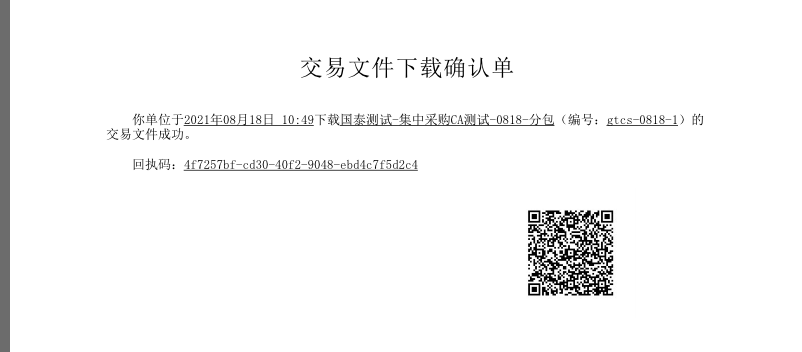 交易文件下载确认单
你单位于2021年08月18日 10:49下载国泰测试-集中采购CA测试-0818-分包（编号：gtcs-0818-1）的
交易文件成功。
回执码：4f7257bf-cd30-40f2-9048-ebd4c7f5d2c4